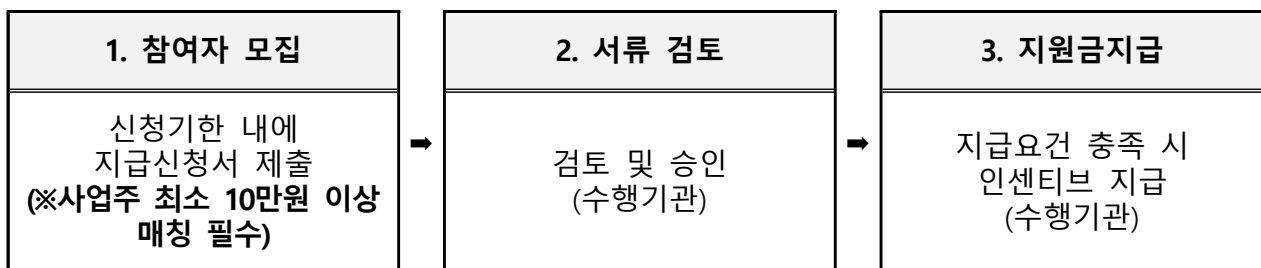 1. 참여자 모집
신청기한 내에
지급신청서 제출
(※사업주 최소 10만원 이상
매칭 필수)
➡
2. 서류 검토
검토 및 승인
(수행기관)
➡
3. 지원금지급
지급요건 충족 시
인센티브 지급
(수행기관)